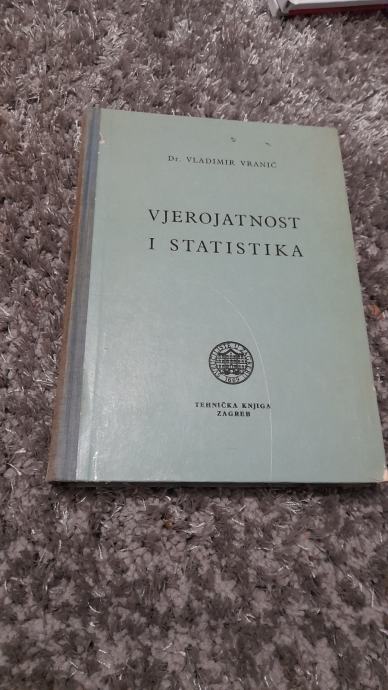 Dr. VLADIMIR VRANIĆ
VJEROJATNOST
I STATISTIKA
TEHNIČKA KNJIGA
ZAGREB